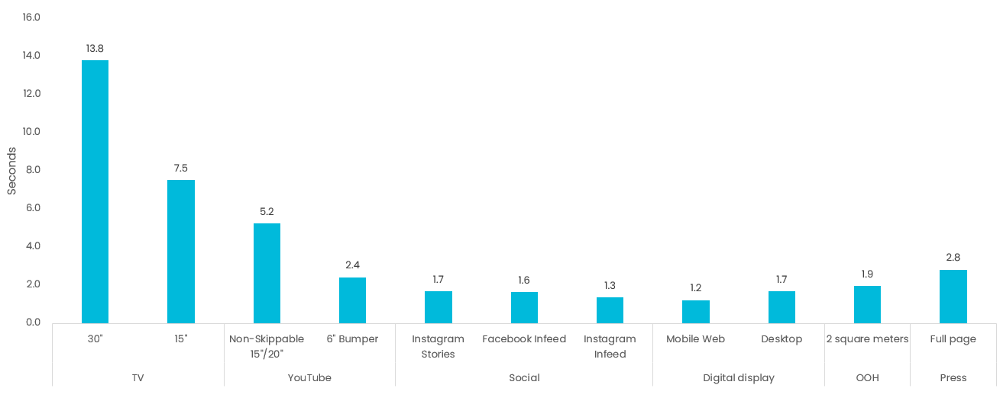 16.0
14.0
12.0
10.0
8.0
6.0
4.0
2.0
0.0
Seconds
13.8
7.5
5.2
2.4
1.7
1.6
1.3
1.2
1.7
1.9
2.8
30"
15"
Non-Skippable
15"/20"
6" Bumper
Instagram
Stories
Facebook Infeed
Instagram
Infeed
Mobile Web
Desktop
2 square meters
Full page
TV
YouTube
Social
Digital display
OOH
Press